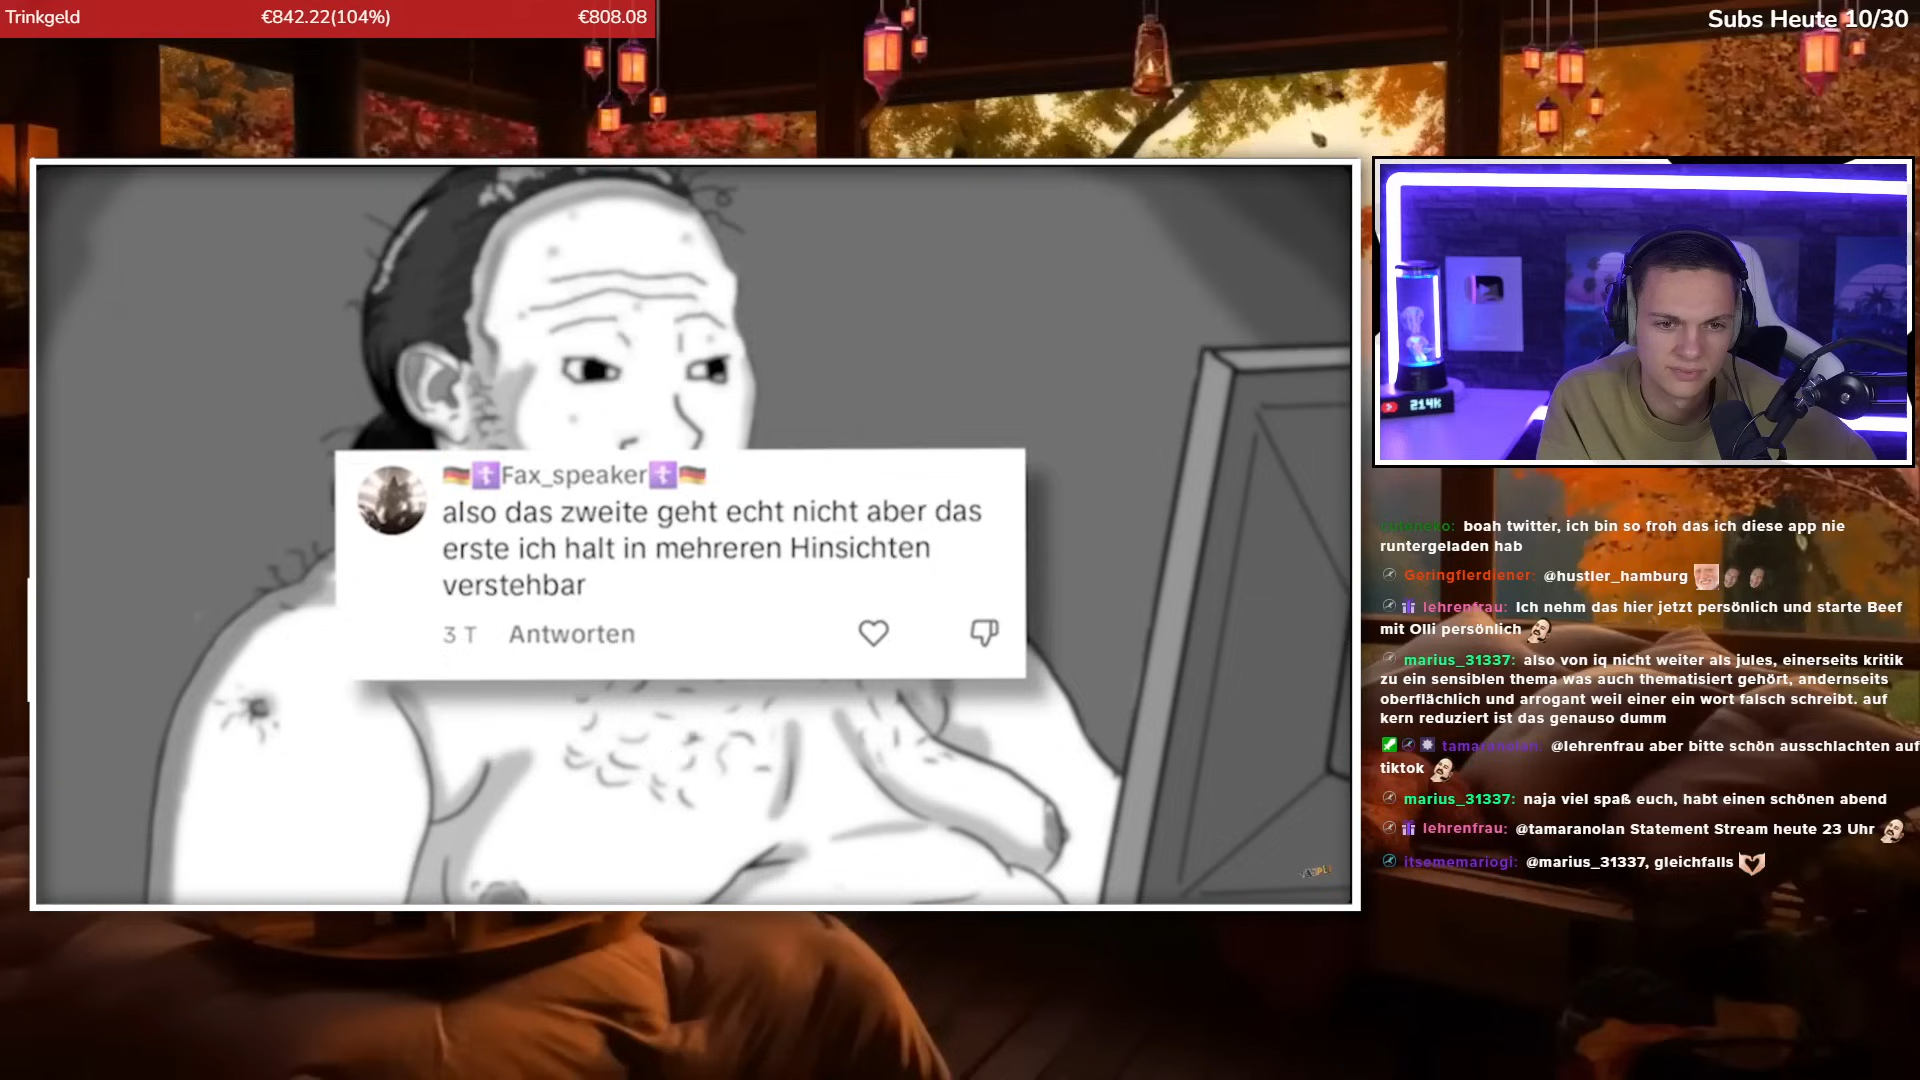 Trinkgeld €842.22(104%) €808.08
Subs Heute 10/30
214K
Fax_speaker
also das zweite geht echt nicht aber das
erste ich halt in mehreren Hinsichten
verstehbar
3 T Antworten
boah twitter, ich bin so froh das ich diese app nie
runtergeladen hab
Geringflerdiener: @hustler_hamburg
lehrenfrau: Ich nehm das hier jetzt persönlich und starte Beef
mit Olli persönlich
marius_31337: also von iq nicht weiter als jules, einerseits kritik
zu ein sensiblen thema was auch thematisiert gehört, andernseits
oberflächlich und arrogant weil einer ein wort falsch schreibt. auf
kern reduziert ist das genauso dumm
tamaranolan: @lehrenfrau aber bitte schön ausschlachten auf
tiktok
marius_31337: naja viel spaß euch, habt einen schönen abend
lehrenfrau: @tamaranolan Statement Stream heute 23 Uhr
itsememariogi: @marius_31337, gleichfalls